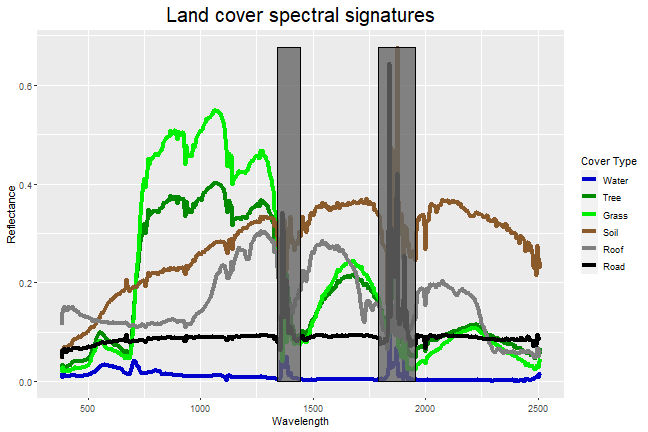 Land cover spectral signatures
Reflectance
0.6
0.4
0.2
0.0
500 1000 1500 2000 2500
Wavelength
Cover Type
Water
Tree
Grass
Soil
Roof
Road